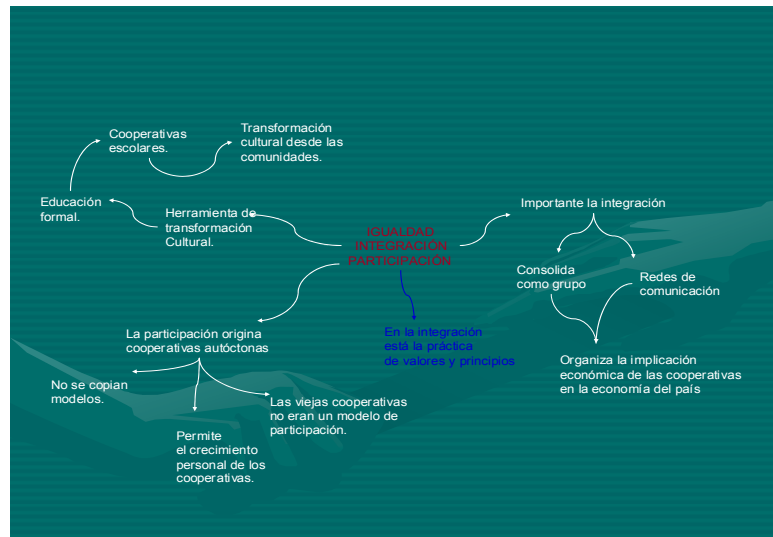 Cooperativas
escolares.
Transformación
cultural desde las
comunidades.
Educación
formal.
Herramienta de
transformación
Cultural.
IGUALDAD
INTEGRACIÓN
PARTICIPACIÓN
Importante la integración
Consolida
como grupo
Redes de
comunicación
Organiza la implicación
económica de las cooperativas
en la economía del país
En la integración
está la práctica
de valores y principios
La participación origina
cooperativas autóctonas
No se copian
modelos.
Permite
el crecimiento
personal de los
cooperativas.
Las viejas cooperativas
no eran un modelo de
participación.